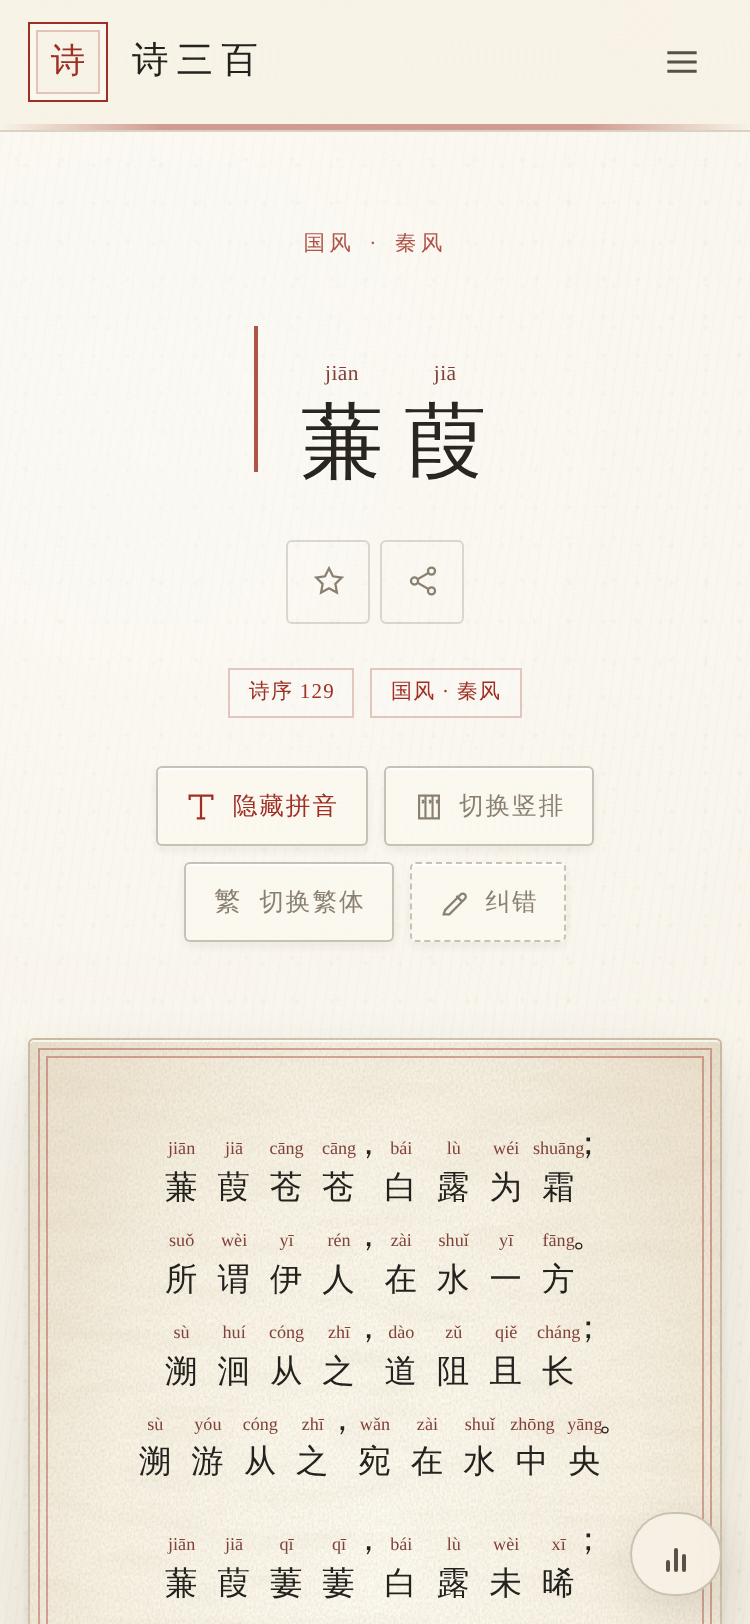 诗 诗三百
国风 · 秦风
jiān jiā
蒹葭
诗序 129 国风 · 秦风
隐藏拼音 切换竖排
繁 切换繁体 纠错
jiān jiā cāng cāng bái lù wéi shuāng
蒹葭苍苍，白露为霜；
suǒ wèi yī rén zài shuǐ yī fāng
所谓伊人，在水一方。
sù huí cóng zhī dào zǔ qiě cháng
溯洄从之，道阻且长；
sù yóu cóng zhī wǎn zài shuǐ zhōng yāng
溯游从之，宛在水中央。
jiān jiā qī qī bái lù wèi xī
蒹葭萋萋，白露未晞；